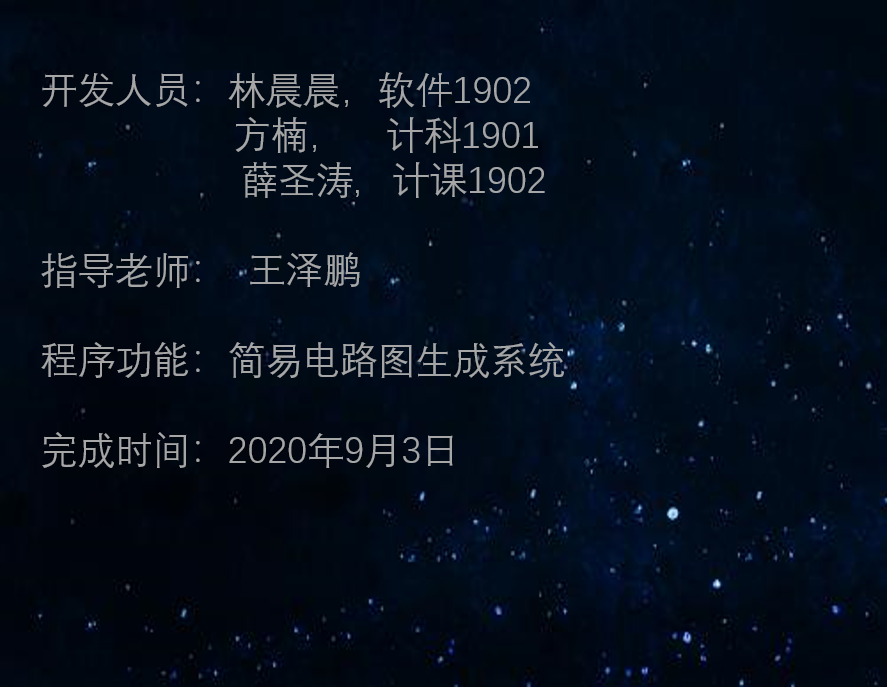 开发人员：林晨晨，软件1902
方楠，计科1901
薛圣涛，计课1902
指导老师：王泽鹏
程序功能：简易电路图生成系统
完成时间：2020年9月3日